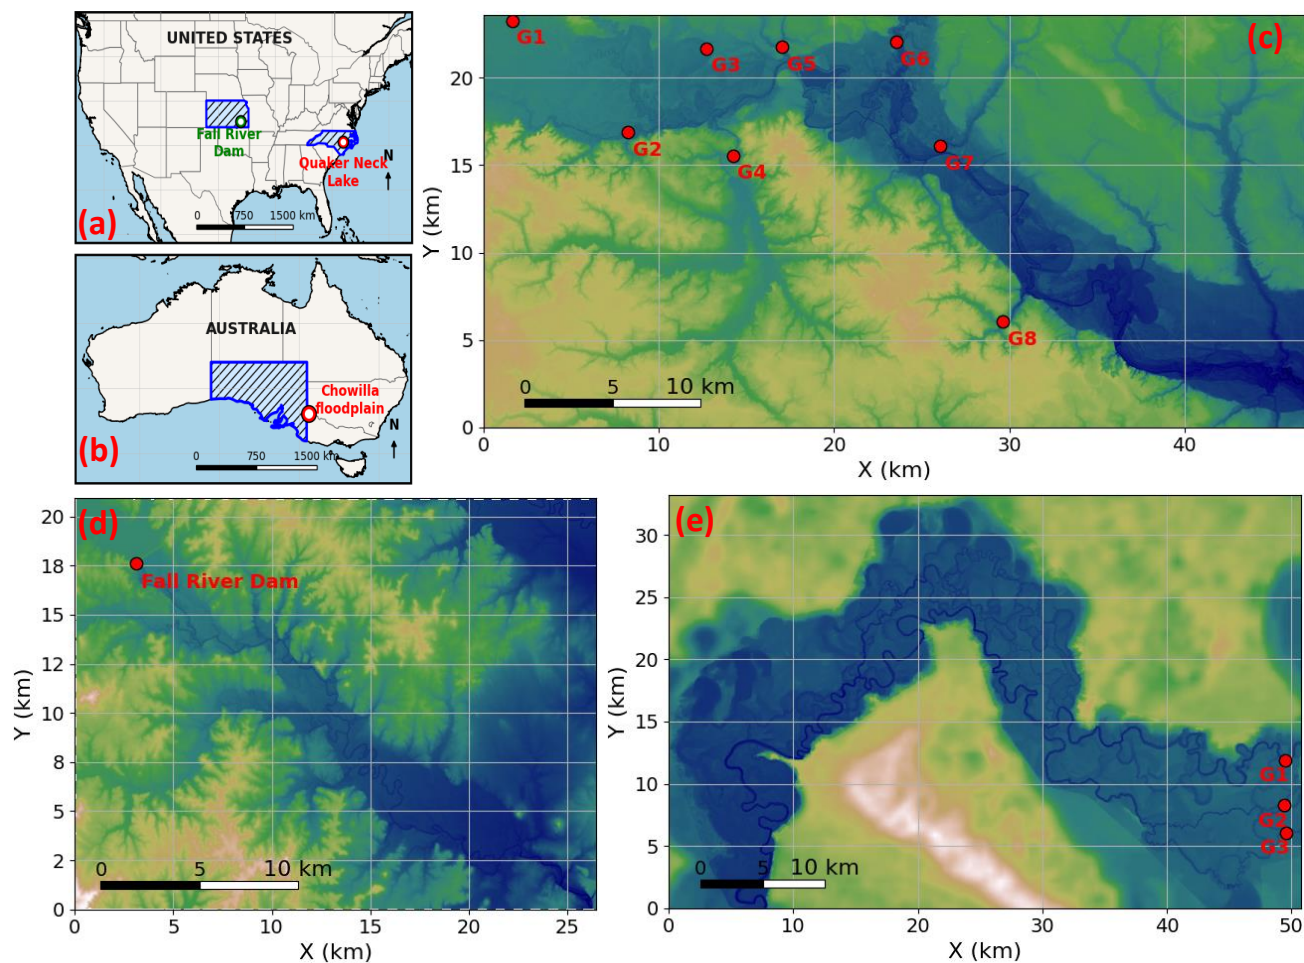 UNITED STATES
Fall River
Dam
Quaker Neck
Lake
N
0 750 1500 km
(a)
AUSTRALIA
Chowilla
floodplain
N
0 750 1500 km
(b)
(c)
G1
G3
G5
G6
G2
G4
G7
G8
0 5 10 km
20
15
10
5
0
Y (km)
0 10 20 30 40
X (km)
(d)
Fall River Dam
0 5 10 km
20
18
15
12
10
8
5
2
0
Y (km)
0 5 10 15 20 25
X (km)
(e)
G1
G2
G3
0 5 10 km
30
25
20
15
10
5
0
Y (km)
0 10 20 30 40 50
X (km)